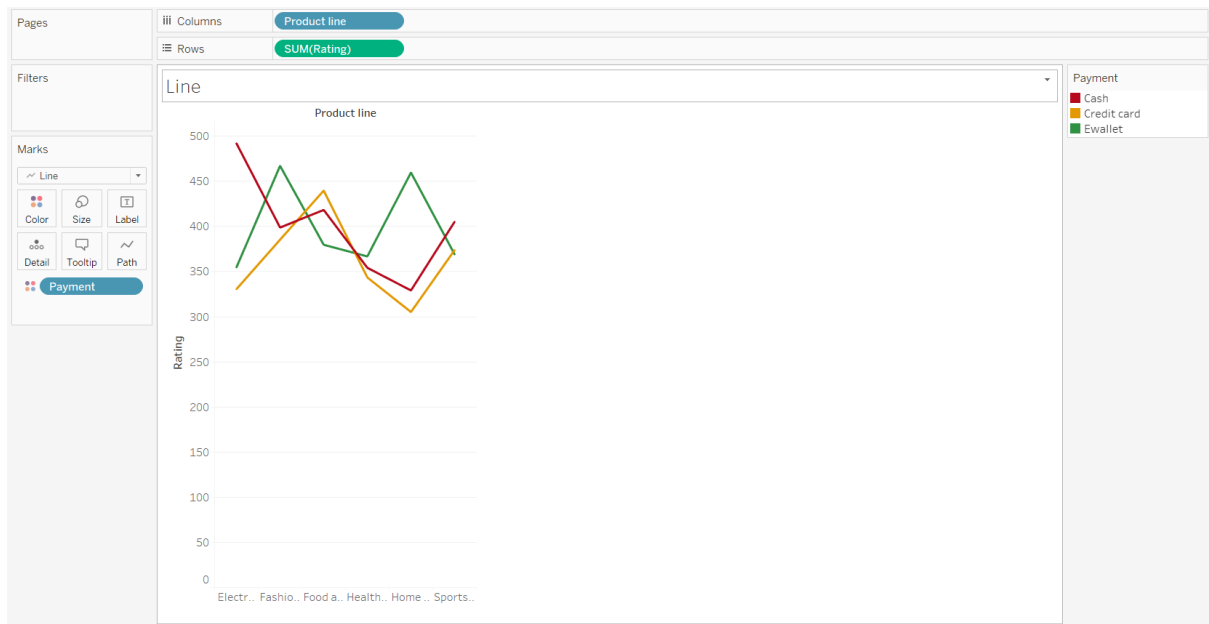 Pages
Columns
Product line
Rows
SUM(Rating)
Filters
Marks
Line
Color
Size
Label
Detail
Tooltip
Path
Payment
Line
Product line
500
450
400
350
300
250
200
150
100
50
0
Rating
Electr.. Fashio.. Food a.. Health.. Home .. Sports..
Payment
Cash
Credit card
Ewallet